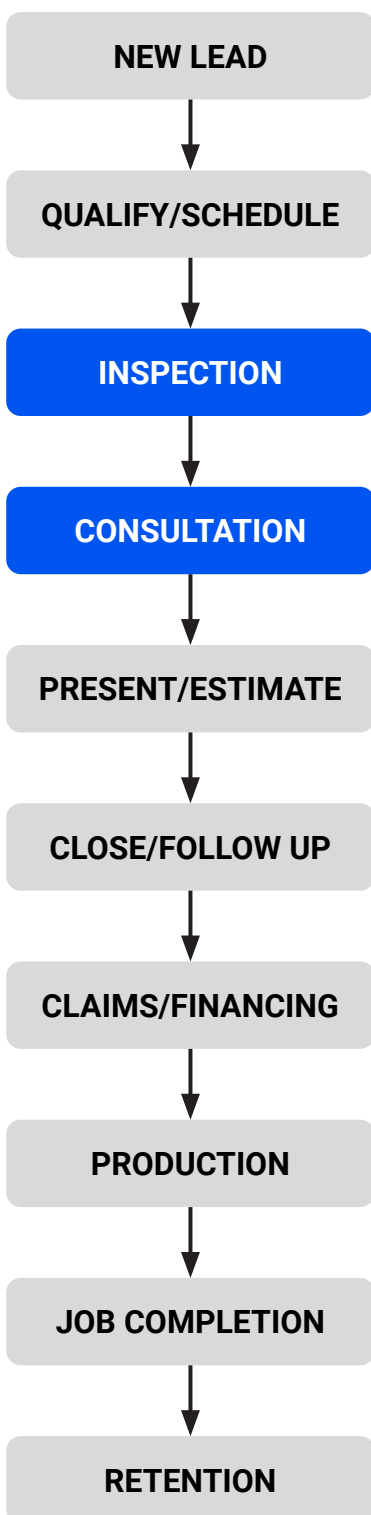 NEW LEAD
QUALIFY/SCHEDULE
INSPECTION
CONSULTATION
PRESENT/ESTIMATE
CLOSE/FOLLOW UP
CLAIMS/FINANCING
PRODUCTION
JOB COMPLETION
RETENTION